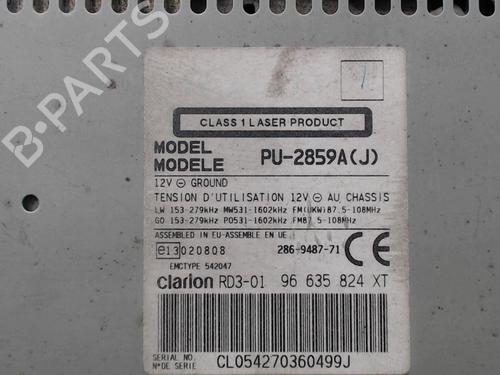 B-PARTS
1
CLASS 1 LASER PRODUCT
MODEL
MODELE PU-2859A(J)
12V ⊖ GROUND
TENSION D'UTILISATION 12V ⊖ AU CHASSIS
LW 153-279kHz MW531-1602kHz FM(UKW)87.5-108MHz
GO 153-279kHz PO531-1602kHz FM87.5-108MHz
ASSEMBLED IN EU-ASSEMBLE EN UE
e13 020808 286-9487-71 CE
EMCTYPE 542047
clarion RD3-01 96 635 824 XT
SERIAL NO.
N° DE SERIE CL054270360499J